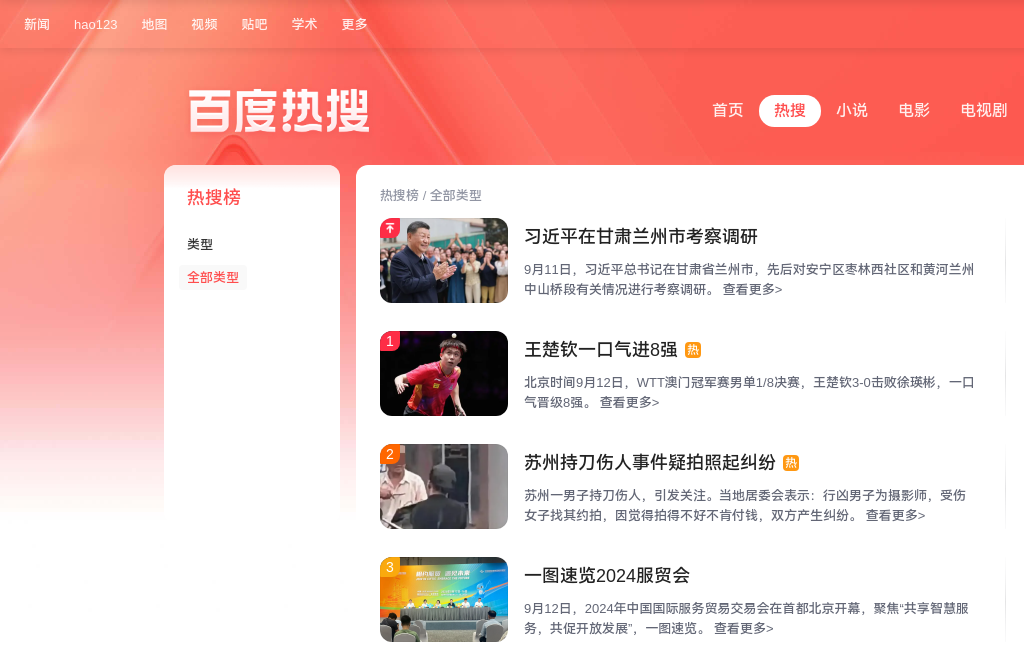 新闻 hao123 地图 视频 贴吧 学术 更多
百度热搜
首页 热搜 小说 电影 电视剧
热搜榜
类型
全部类型
热搜榜 / 全部类型
习近平在甘肃兰州市考察调研
9月11日，习近平总书记在甘肃省兰州市，先后对安宁区枣林西社区和黄河兰州
中山桥段有关情况进行考察调研。 查看更多>
1
王楚钦一口气进8强 热
北京时间9月12日，WTT澳门冠军赛男单1/8决赛，王楚钦3-0击败徐瑛彬，一口
气晋级8强。 查看更多>
2
苏州持刀伤人事件疑拍照起纠纷 热
苏州一男子持刀伤人，引发关注。当地居委会表示：行凶男子为摄影师，受伤
女子找其约拍，因觉得拍得不好不肯付钱，双方产生纠纷。 查看更多>
3
一图速览2024服贸会
9月12日，2024年中国国际服务贸易交易会在首都北京开幕，聚焦“共享智慧服
务，共促开放发展”，一图速览。 查看更多>